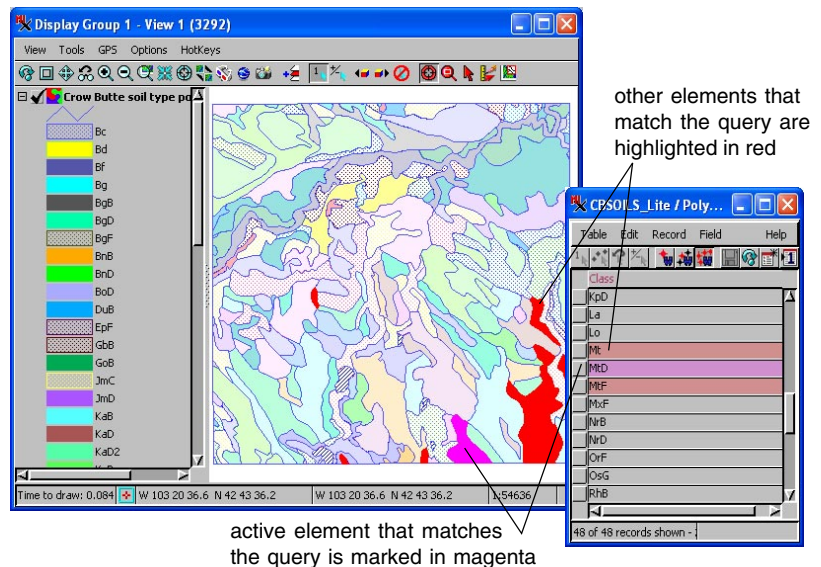 Display Group 1 - View 1 (3292)
View Tools GPS Options HotKeys
Crow Butte soil type po
Bc
Bd
Bf
Bg
BgB
BgD
BgF
BnB
BnD
BoD
DuB
EpF
GbB
GoB
JmC
JmD
KaB
KaD
KaD2
Time to draw: 0.084 W 103 20 36.6 N 42 43 36.2 W 103 20 36.6 N 42 43 36.2 1:54636
other elements that
match the query are
highlighted in red
CBSOILS_Lite / Poly...
Table Edit Record Field Help
Class
KpD
La
Lo
Mt
MtD
MtF
MxF
NrB
NrD
OrF
OsG
RhB
48 of 48 records shown -
active element that matches
the query is marked in magenta